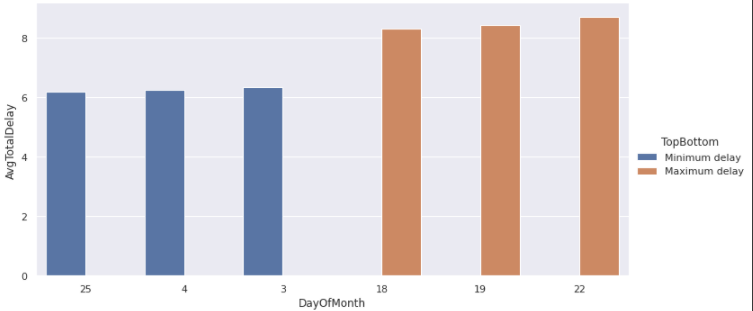 AvgTotalDelay
8
6
4
2
0
25 4 3 18 19 22
DayOfMonth
TopBottom
Minimum delay
Maximum delay